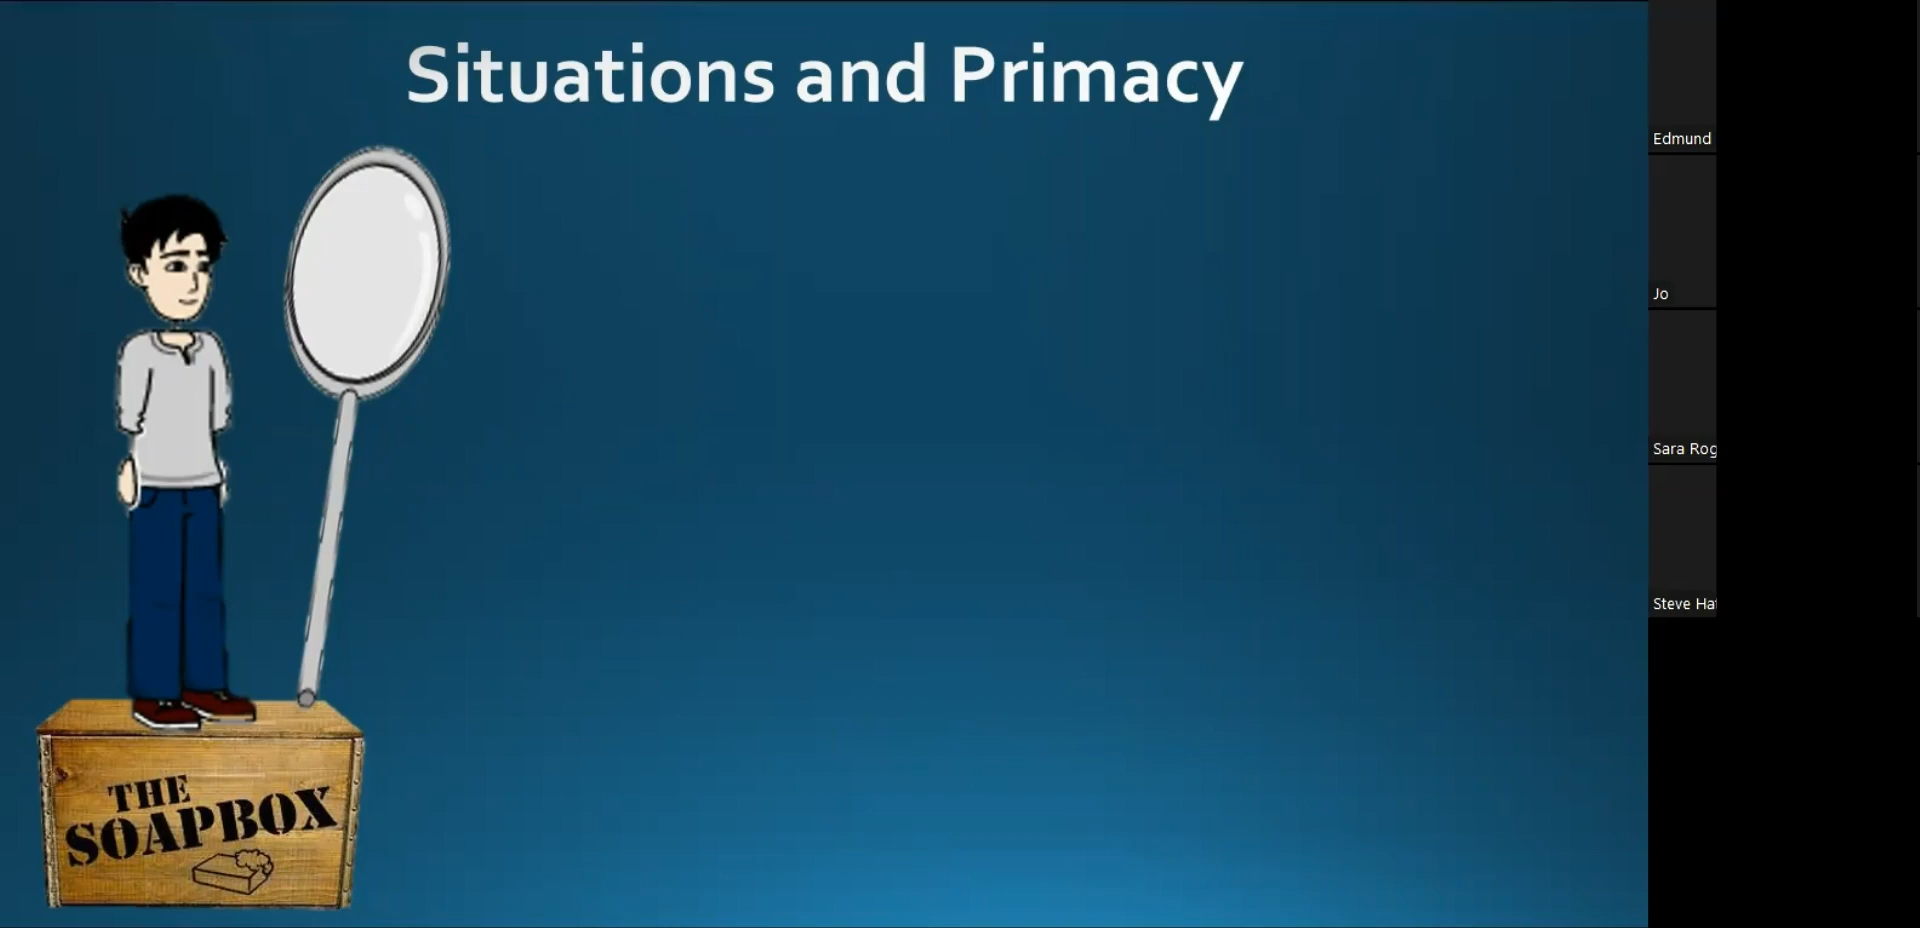 Situations and Primacy
Edmund
Jo
Sara Rog
Steve Ha
THE
SOAPBOX